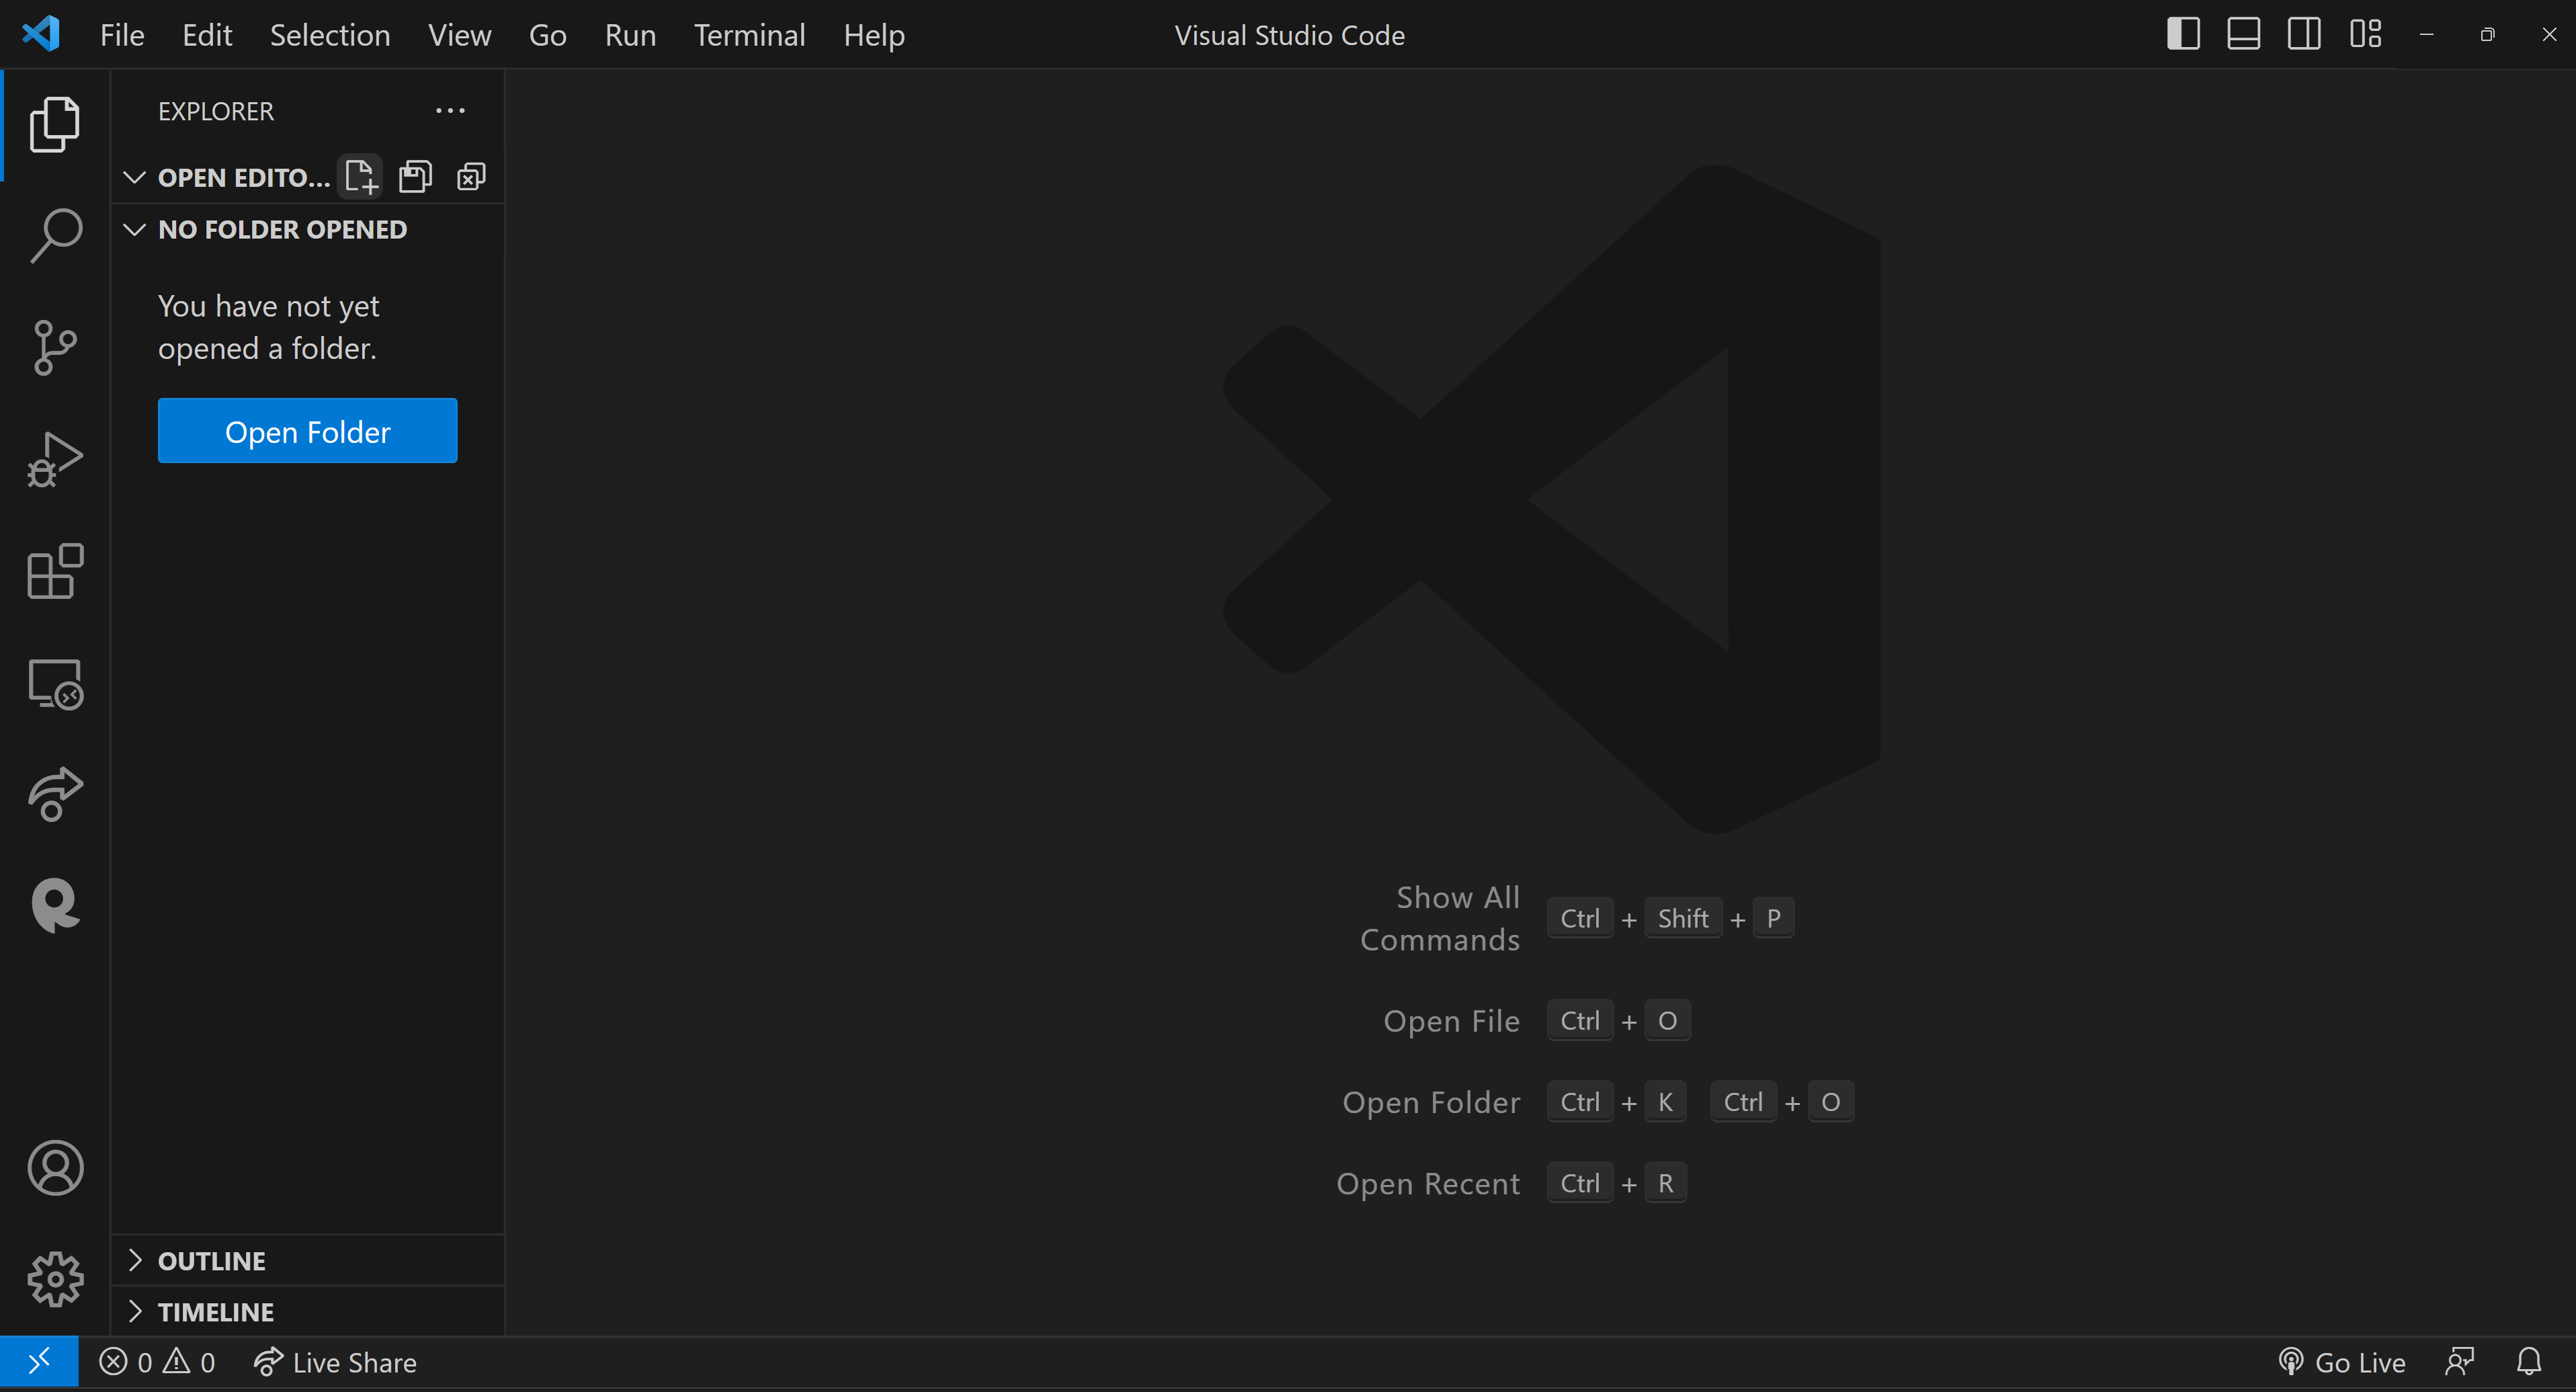 File Edit Selection View Go Run Terminal Help
Visual Studio Code
EXPLORER
OPEN EDITO...
NO FOLDER OPENED
You have not yet
opened a folder.
Open Folder
Show All
Commands
Ctrl + Shift + P
Open File Ctrl + O
Open Folder Ctrl + K Ctrl + O
Open Recent Ctrl + R
OUTLINE
TIMELINE
0 0 Live Share
Go Live